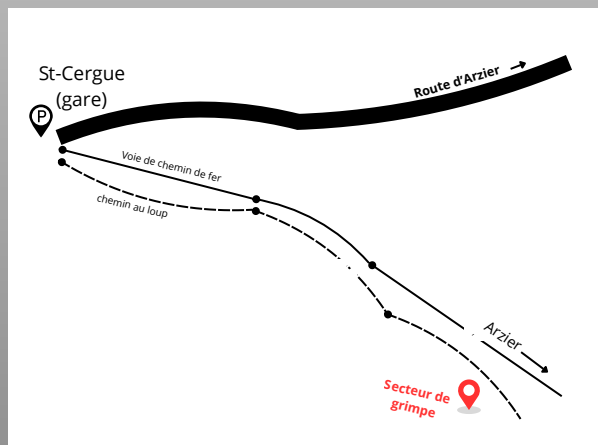 St-Cergue
(gare)
P
Route d'Arzier
Voie de chemin de fer
chemin au loup
Arzier
Secteur de
grimpe